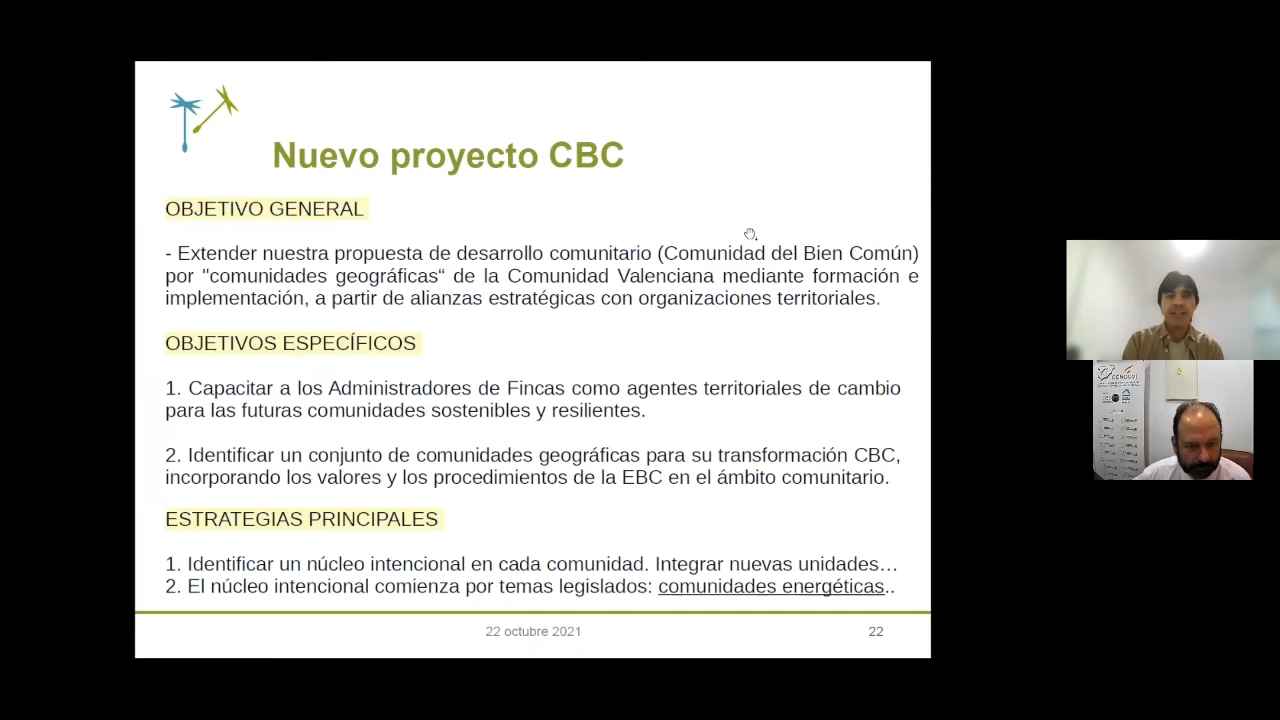 Nuevo proyecto CBC
OBJETIVO GENERAL
- Extender nuestra propuesta de desarrollo comunitario (Comunidad del Bien Común)
por "comunidades geográficas“ de la Comunidad Valenciana mediante formación e
implementación, a partir de alianzas estratégicas con organizaciones territoriales.
OBJETIVOS ESPECÍFICOS
1. Capacitar a los Administradores de Fincas como agentes territoriales de cambio
para las futuras comunidades sostenibles y resilientes.
2. Identificar un conjunto de comunidades geográficas para su transformación CBC,
incorporando los valores y los procedimientos de la EBC en el ámbito comunitario.
ESTRATEGIAS PRINCIPALES
1. Identificar un núcleo intencional en cada comunidad. Integrar nuevas unidades…
2. El núcleo intencional comienza por temas legislados: comunidades energéticas..
22 octubre 2021
22